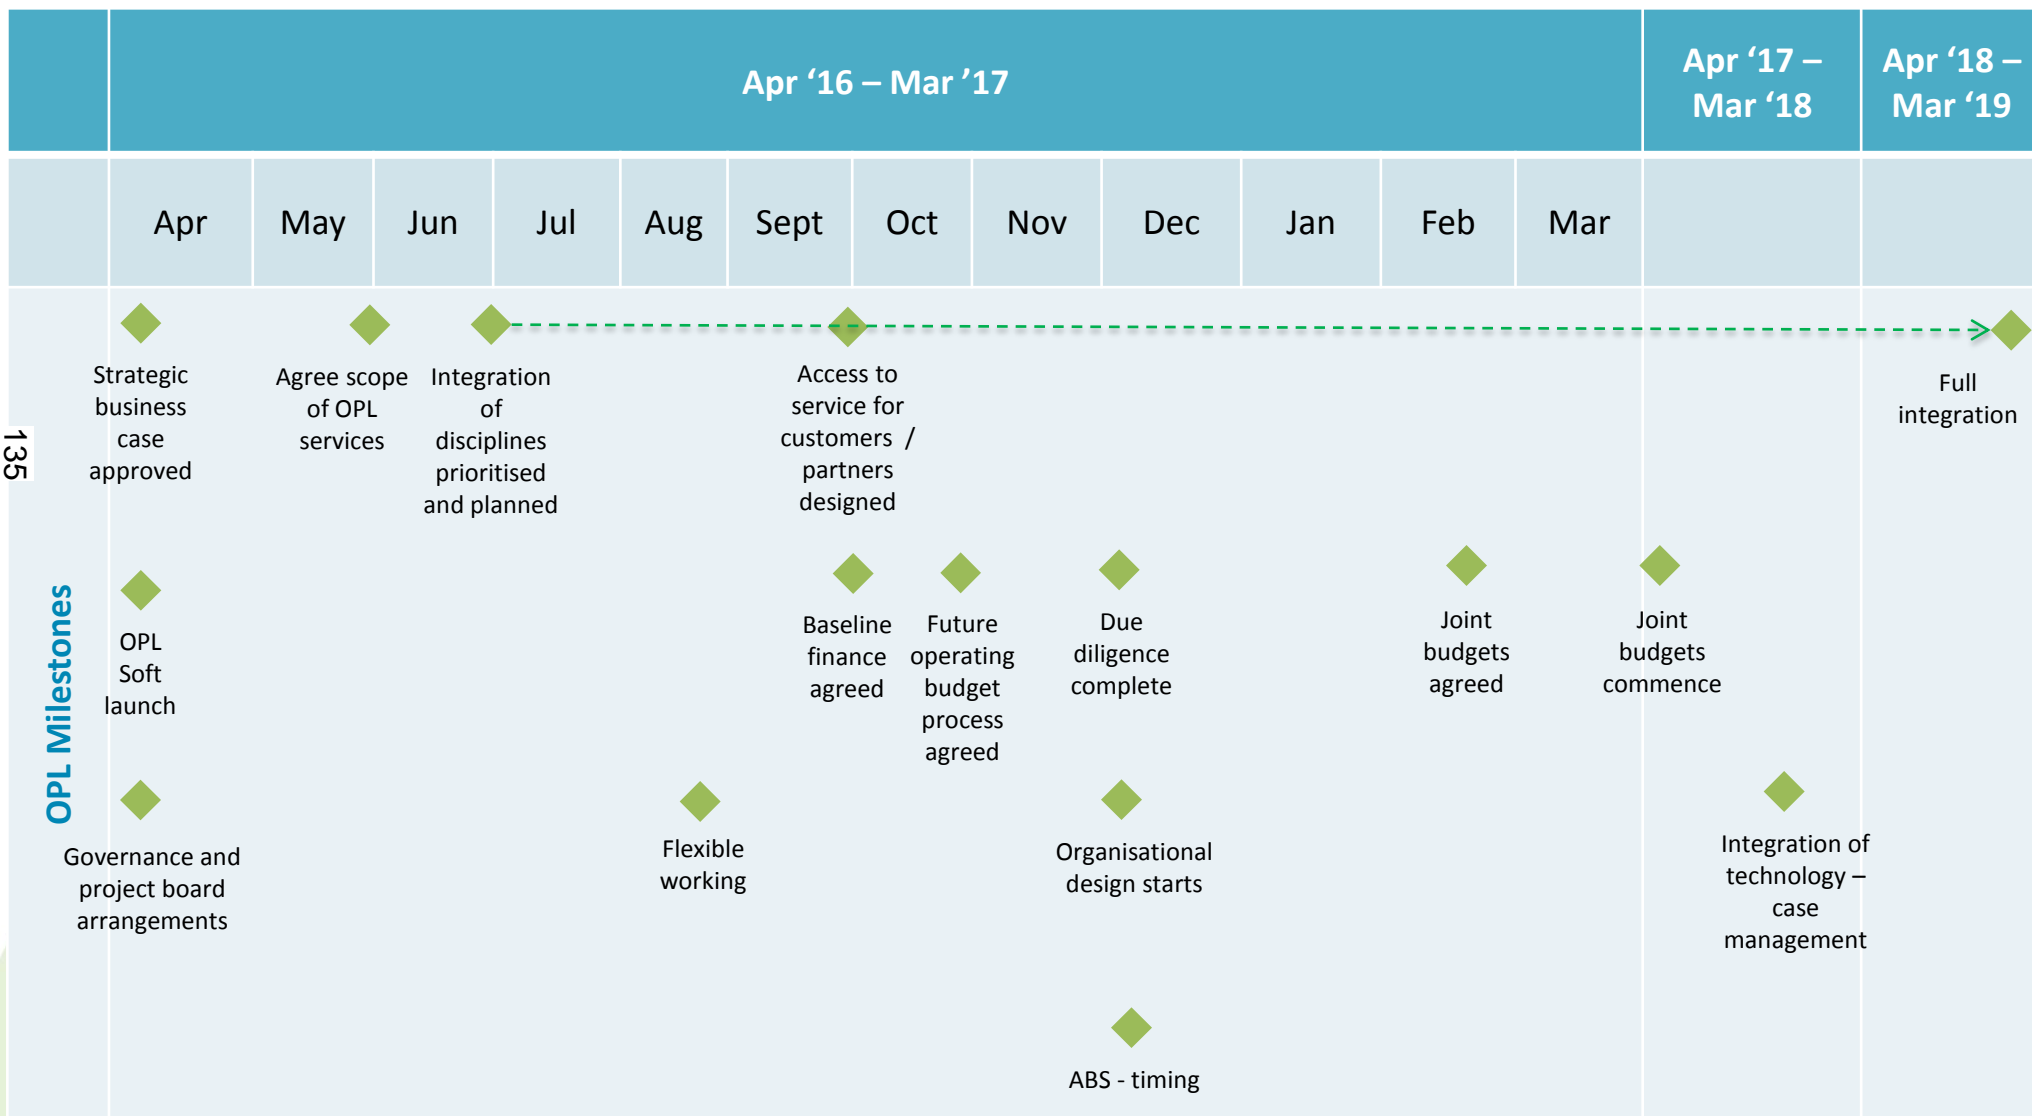 Apr ‘16 – Mar ’17
Apr ‘17 –
Mar ‘18
Apr ‘18 –
Mar ‘19
Apr
May
Jun
Jul
Aug
Sept
Oct
Nov
Dec
Jan
Feb
Mar
OPL Milestones
Strategic
business
case
approved
Agree scope
of OPL
services
Integration
of
disciplines
prioritised
and planned
Access to
service for
customers /
partners
designed
Full
integration
OPL
Soft
launch
Baseline
finance
agreed
Future
operating
budget
process
agreed
Due
diligence
complete
Joint
budgets
agreed
Joint
budgets
commence
Governance and
project board
arrangements
Flexible
working
Organisational
design starts
Integration of
technology –
case
management
ABS - timing
135